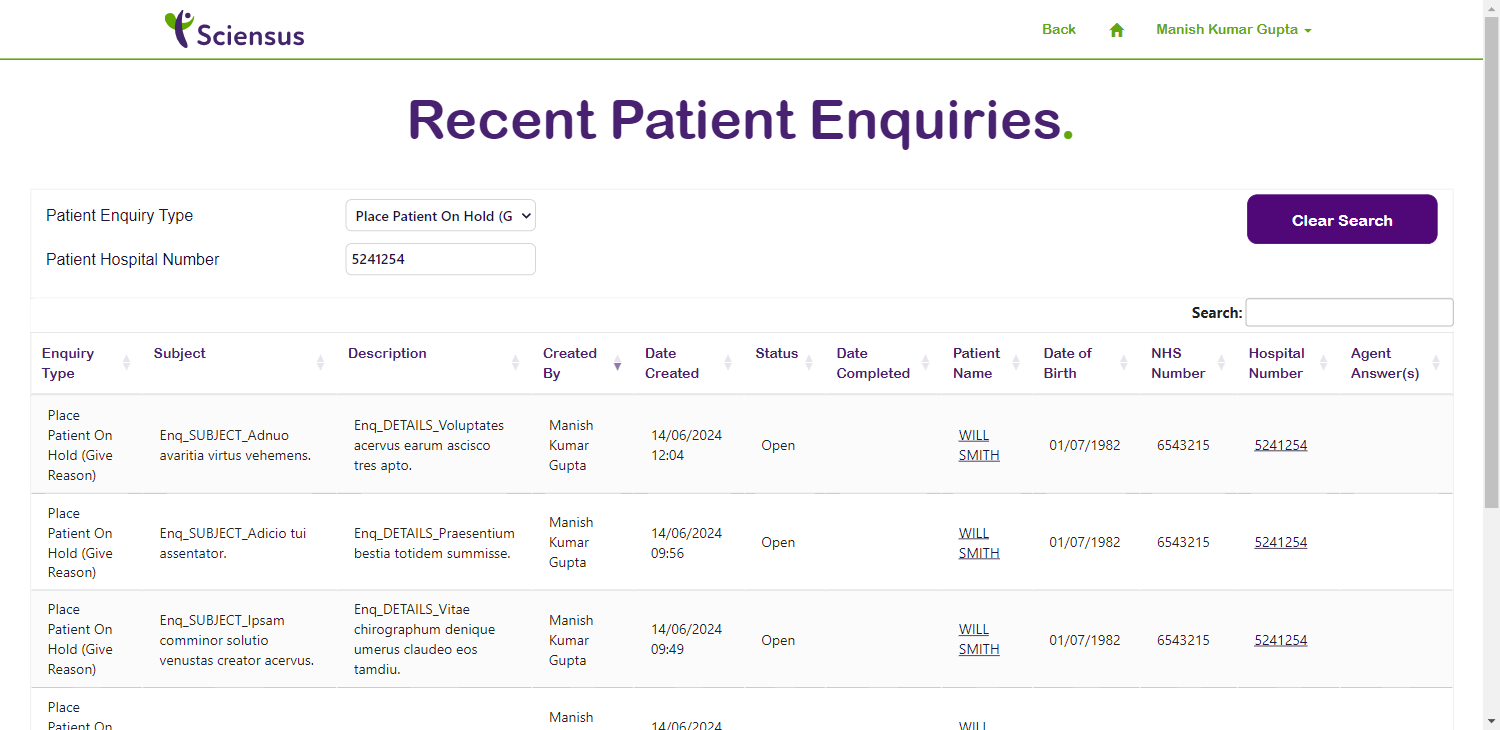 Sciensus
Back
Manish Kumar Gupta
Recent Patient Enquiries.
Patient Enquiry Type
Place Patient On Hold (G
Clear Search
Patient Hospital Number
5241254
Search:
Enquiry Type
Subject
Description
Created By
Date Created
Status
Date Completed
Patient Name
Date of Birth
NHS Number
Hospital Number
Agent Answer(s)
Place
Patient On
Hold (Give
Reason)
Enq_SUBJECT_Adnuo
avaritia virtus vehemens.
Enq_DETAILS_Voluptates
acervus earum ascisco
tres apto.
Manish
Kumar
Gupta
14/06/2024
12:04
Open
WILL
SMITH
01/07/1982
6543215
5241254
Place
Patient On
Hold (Give
Reason)
Enq_SUBJECT_Adicio tui
assentator.
Enq_DETAILS_Praesentium
bestia totidem summisse.
Manish
Kumar
Gupta
14/06/2024
09:56
Open
WILL
SMITH
01/07/1982
6543215
5241254
Place
Patient On
Hold (Give
Reason)
Enq_SUBJECT_Ipsam
comminor solutio
venustas creator acervus.
Enq_DETAILS_Vitae
chirographum denique
umerus claudeo eos
tamdiu.
Manish
Kumar
Gupta
14/06/2024
09:49
Open
WILL
SMITH
01/07/1982
6543215
5241254
Place
Patient On
Manish
14/06/2024
WILL